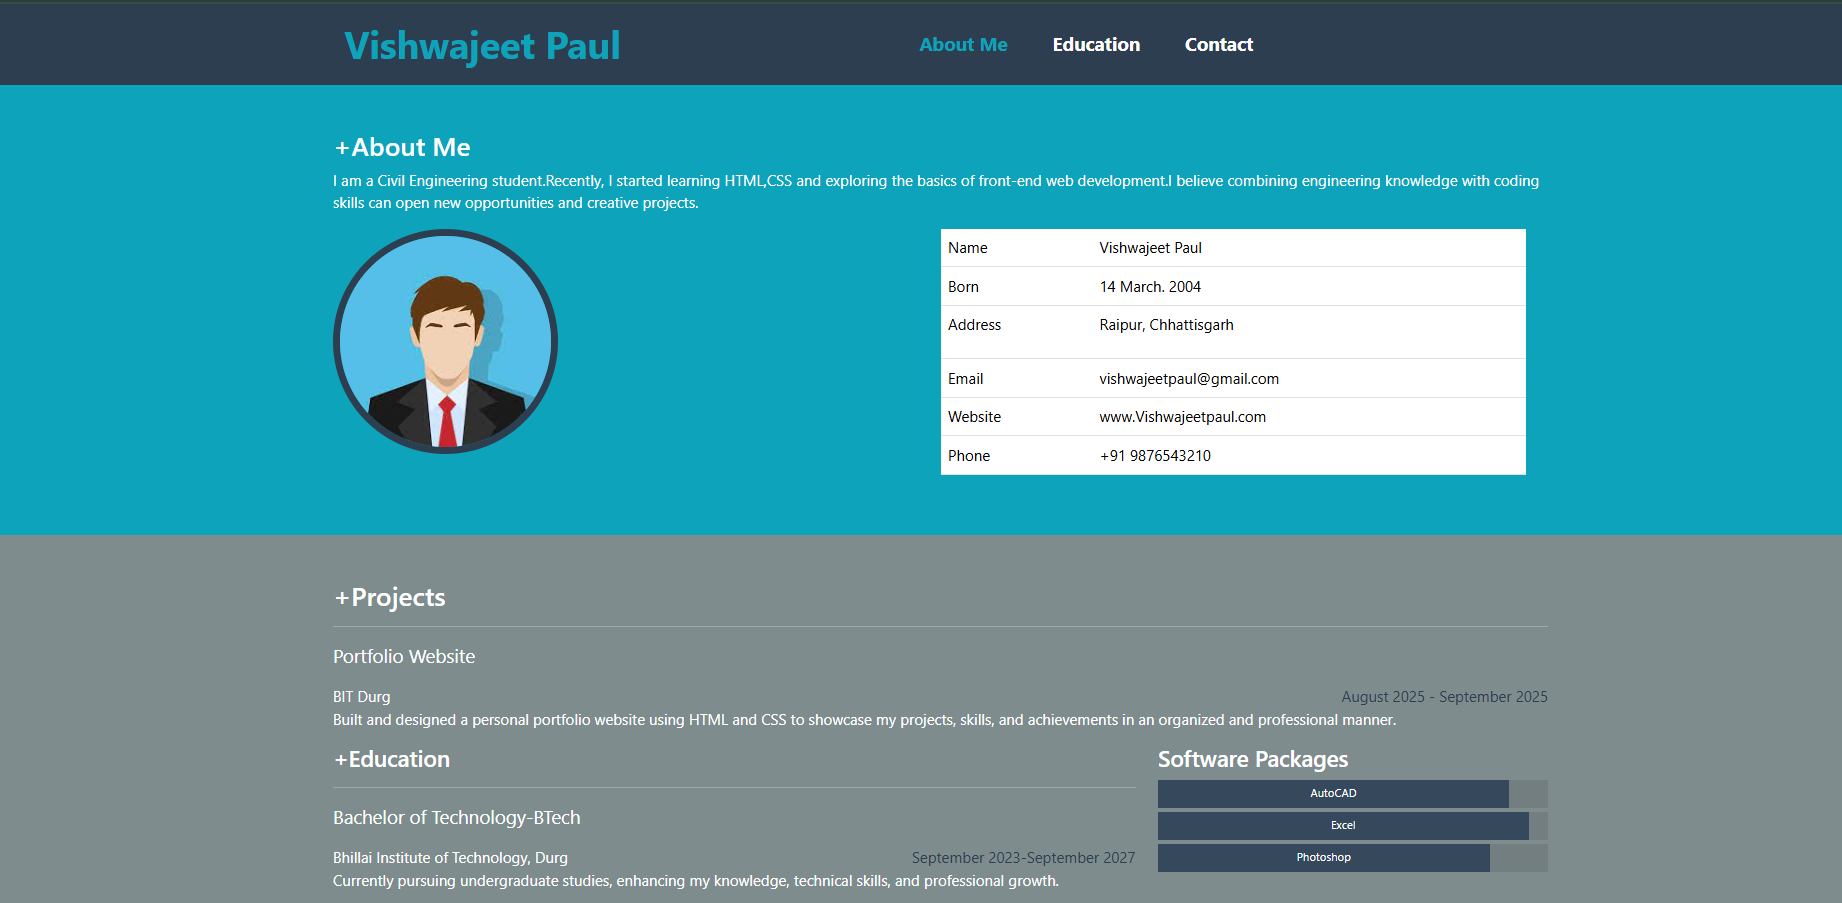 Vishwajeet Paul
About Me Education Contact
+About Me
I am a Civil Engineering student.Recently, I started learning HTML,CSS and exploring the basics of front-end web development.I believe combining engineering knowledge with coding
skills can open new opportunities and creative projects.
Name Vishwajeet Paul
Born 14 March. 2004
Address Raipur, Chhattisgarh
Email vishwajeetpaul@gmail.com
Website www.Vishwajeetpaul.com
Phone +91 9876543210
+Projects
Portfolio Website
BIT Durg August 2025 - September 2025
Built and designed a personal portfolio website using HTML and CSS to showcase my projects, skills, and achievements in an organized and professional manner.
+Education
Bachelor of Technology-BTech
Bhillai Institute of Technology, Durg September 2023-September 2027
Currently pursuing undergraduate studies, enhancing my knowledge, technical skills, and professional growth.
Software Packages
AutoCAD
Excel
Photoshop